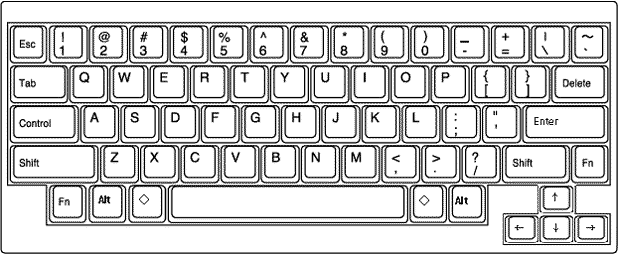 Esc ! 1 @ 2 # 3 $ 4 % 5 ^ 6 & 7 * 8 ( 9 ) 0 _ - + = | \ ~ `
Tab Q W E R T Y U I O P { [ } ] Delete
Control A S D F G H J K L : ; " ' Enter
Shift Z X C V B N M < , > . ? / Shift Fn
Fn Alt ◇ ◇ Alt ↑
← ↓ →